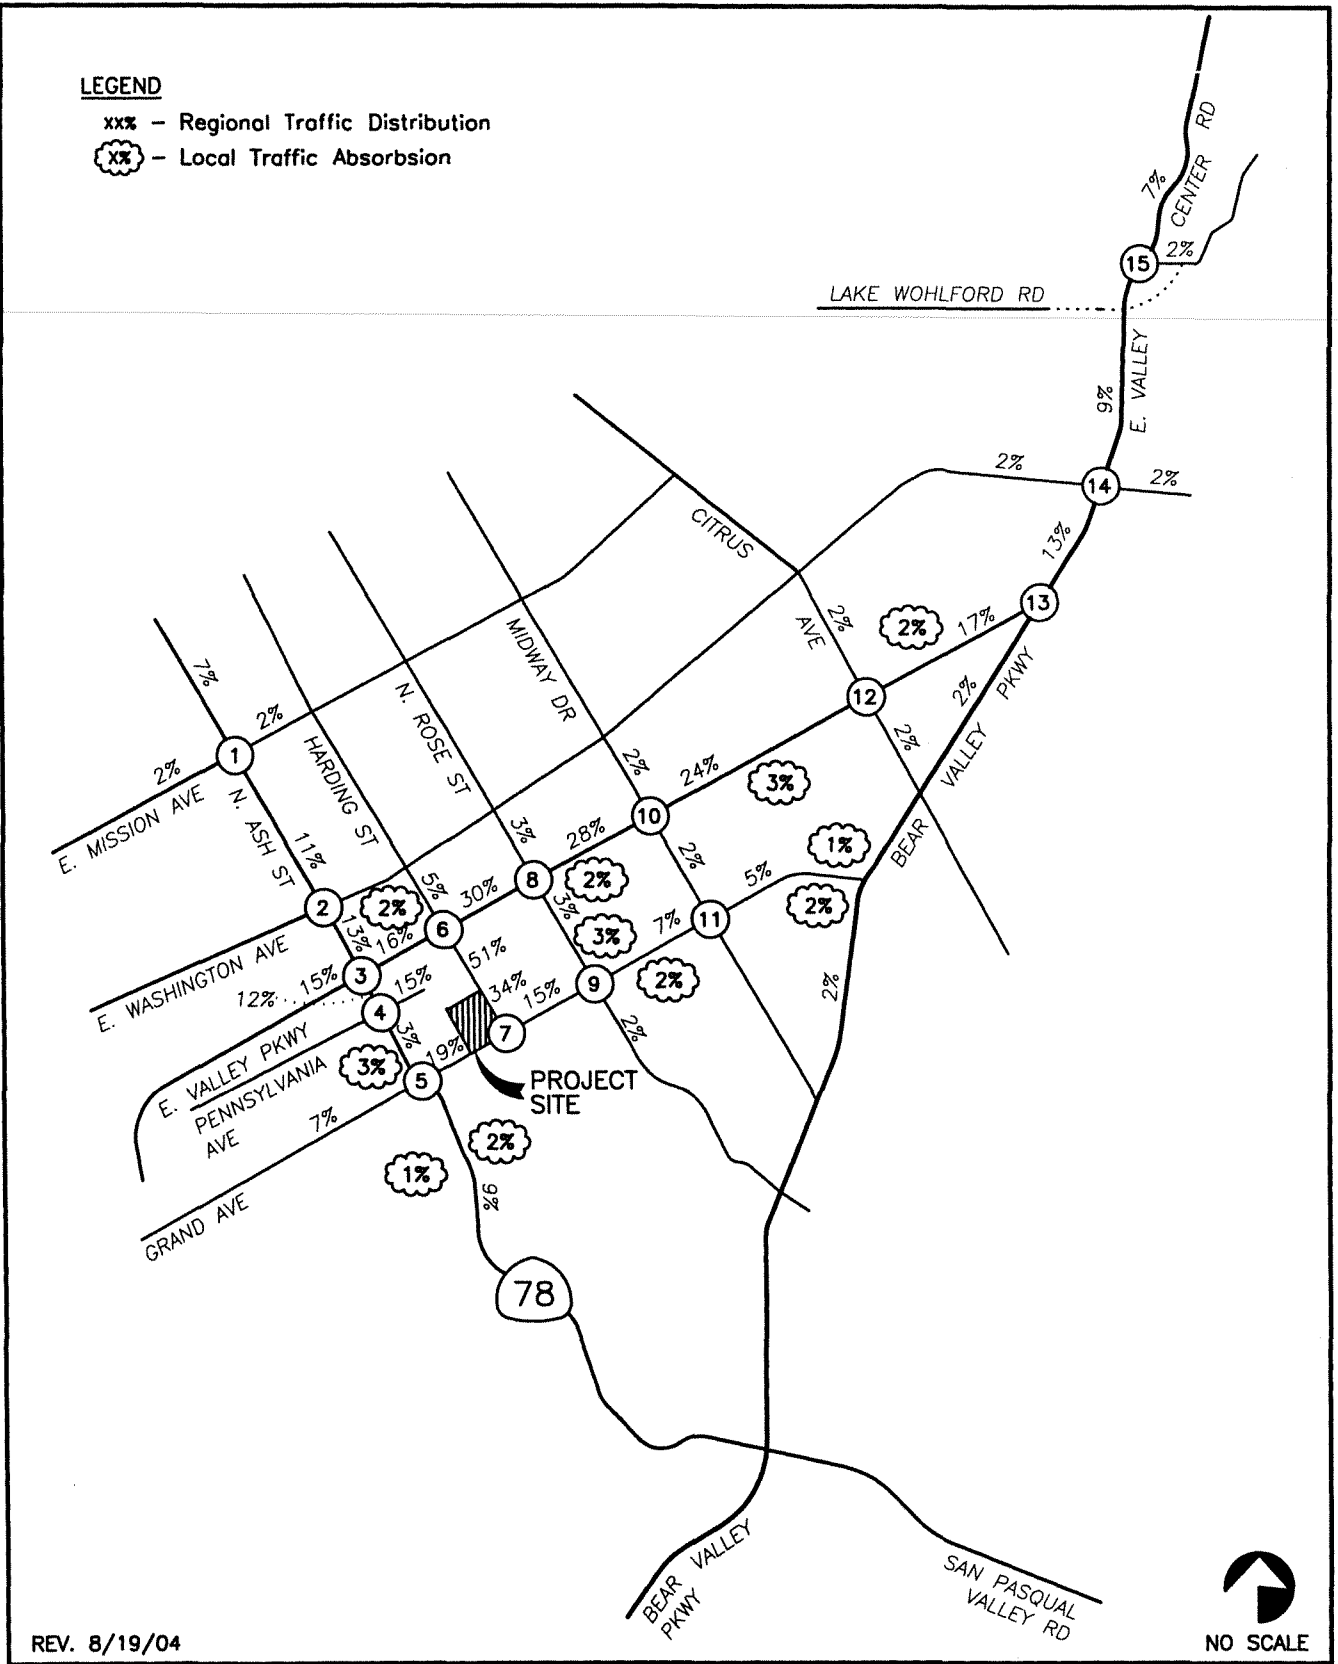 LEGEND
xx% – Regional Traffic Distribution
X% – Local Traffic Absorbsion
7%
CENTER RD
15
2%
LAKE WOHLFORD RD
9%
E. VALLEY
2%
14
2%
13%
CITRUS
AVE
2%
2%
17%
13
7%
2%
MIDWAY DR
N. ROSE ST
HARDING ST
12
2%
2%
BEAR VALLEY PKWY
1
2%
E. MISSION AVE
N. ASH ST
11%
2%
24%
3%
10
3%
28%
2%
1%
5%
2%
8
2%
5%
30%
3%
3%
7%
11
2
2%
13%
16%
6
51%
E. WASHINGTON AVE
3
15%
12%
15%
34%
15%
9
2%
2%
4
7
2%
E. VALLEY PKWY
3%
19%
PENNSYLVANIA
AVE
3%
5
PROJECT
SITE
7%
GRAND AVE
1%
2%
9%
78
BEAR VALLEY
PKWY
SAN PASQUAL
VALLEY RD
REV. 8/19/04
NO SCALE